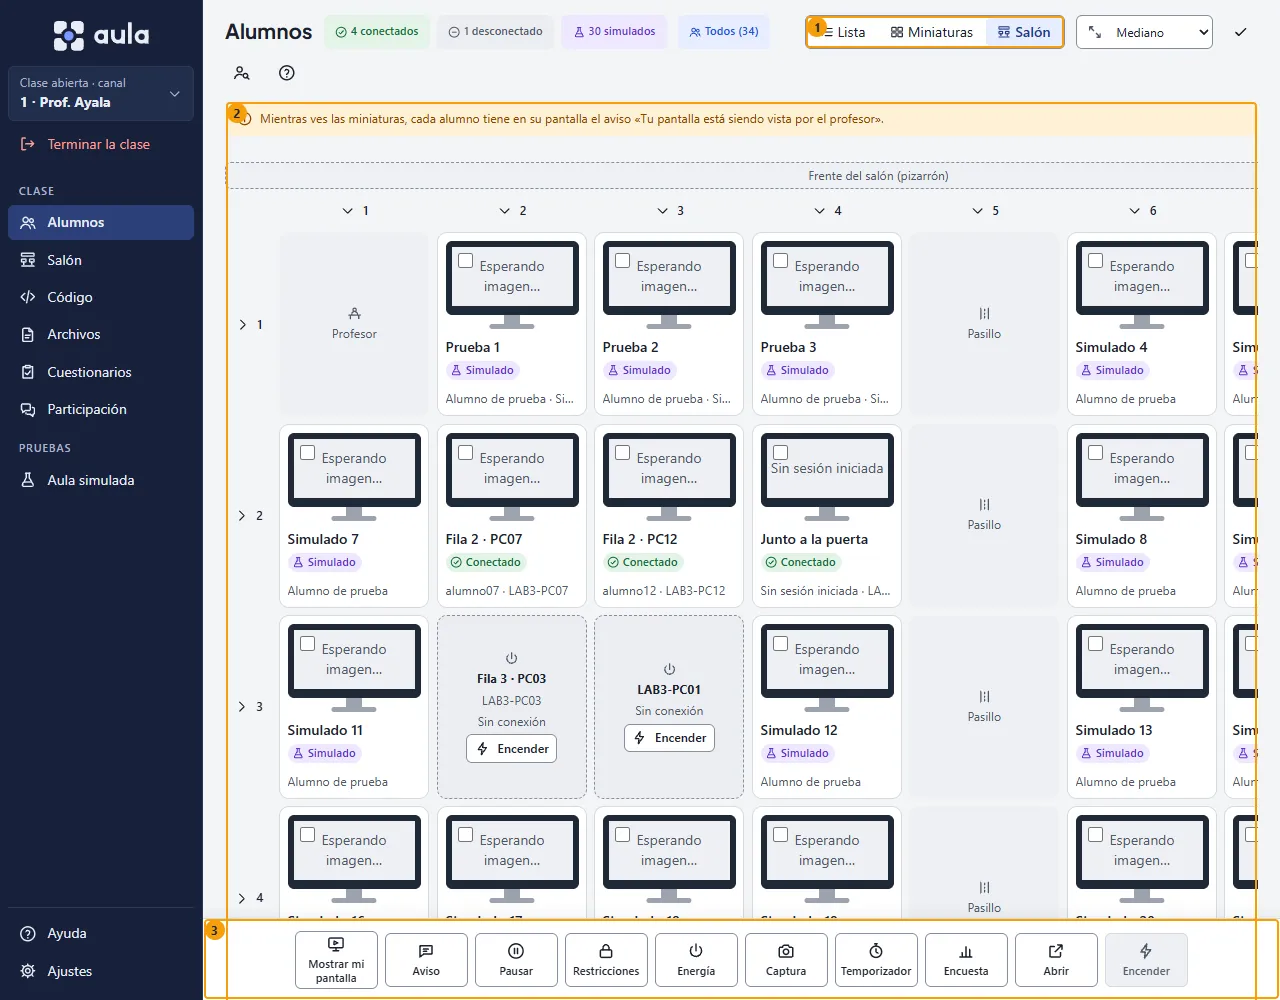 aula
Clase abierta · canal
1 · Prof. Ayala
Terminar la clase
CLASE
Alumnos
Salón
Código
Archivos
Cuestionarios
Participación
PRUEBAS
Aula simulada
Ayuda
Ajustes
Alumnos
4 conectados
1 desconectado
30 simulados
Todos (34)
1
Lista
Miniaturas
Salón
Mediano
2
Mientras ves las miniaturas, cada alumno tiene en su pantalla el aviso «Tu pantalla está siendo vista por el profesor».
Frente del salón (pizarrón)
1
2
3
4
5
6
1
Profesor
Esperando
imagen...
Prueba 1
Simulado
Alumno de prueba · Si...
Esperando
imagen...
Prueba 2
Simulado
Alumno de prueba · Si...
Esperando
imagen...
Prueba 3
Simulado
Alumno de prueba · Si...
Pasillo
Esperando
imagen...
Simulado 4
Simulado
Alumno de prueba
2
Esperando
imagen...
Simulado 7
Simulado
Alumno de prueba
Esperando
imagen...
Fila 2 · PC07
Conectado
alumno07 · LAB3-PC07
Esperando
imagen...
Fila 2 · PC12
Conectado
alumno12 · LAB3-PC12
Sin sesión iniciada
Junto a la puerta
Conectado
Sin sesión iniciada · LA...
Pasillo
Esperando
imagen...
Simulado 8
Simulado
Alumno de prueba
3
Esperando
imagen...
Simulado 11
Simulado
Alumno de prueba
Fila 3 · PC03
LAB3-PC03
Sin conexión
Encender
LAB3-PC01
Sin conexión
Encender
Esperando
imagen...
Simulado 12
Simulado
Alumno de prueba
Pasillo
Esperando
imagen...
Simulado 13
Simulado
Alumno de prueba
4
Esperando
imagen...
Esperando
imagen...
Esperando
imagen...
Esperando
imagen...
Pasillo
Esperando
imagen...
3
Mostrar mi
pantalla
Aviso
Pausar
Restricciones
Energía
Captura
Temporizador
Encuesta
Abrir
Encender